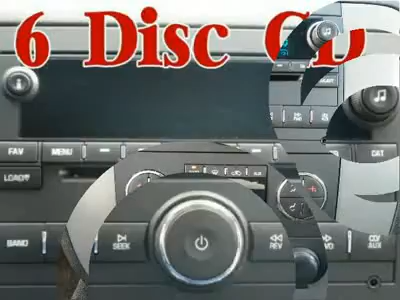 6 Disc CD
FAV MENU CAT
LOAD
BAND SEEK REV CD/
AUX